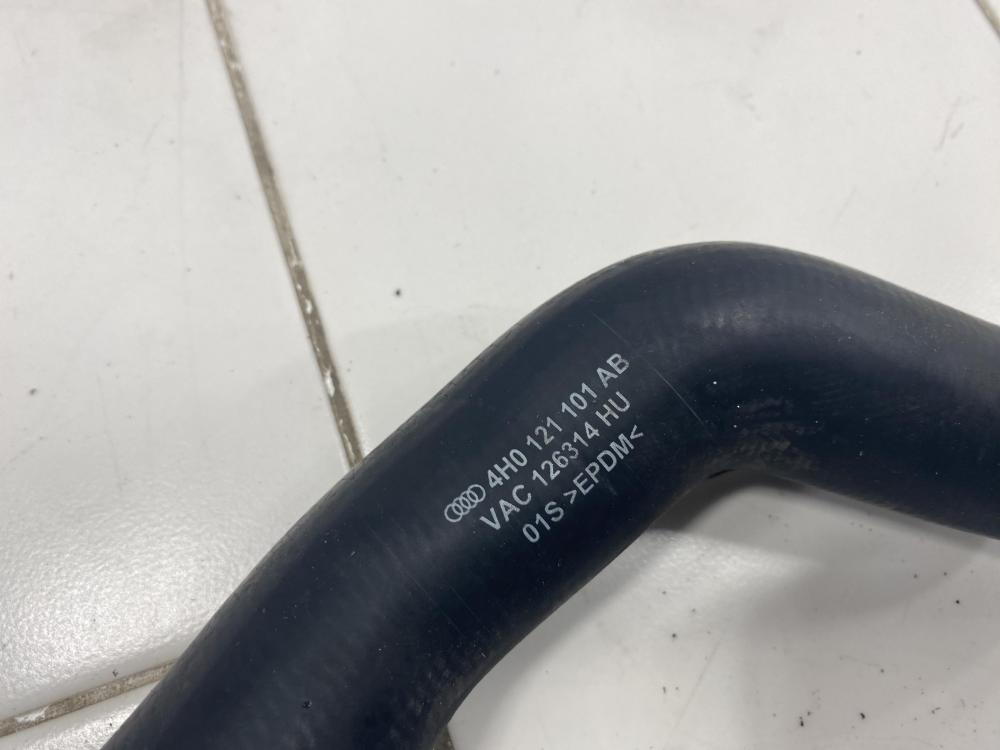 4H0 121 101 AB
VAC 126314 HU
01S >EPDM<